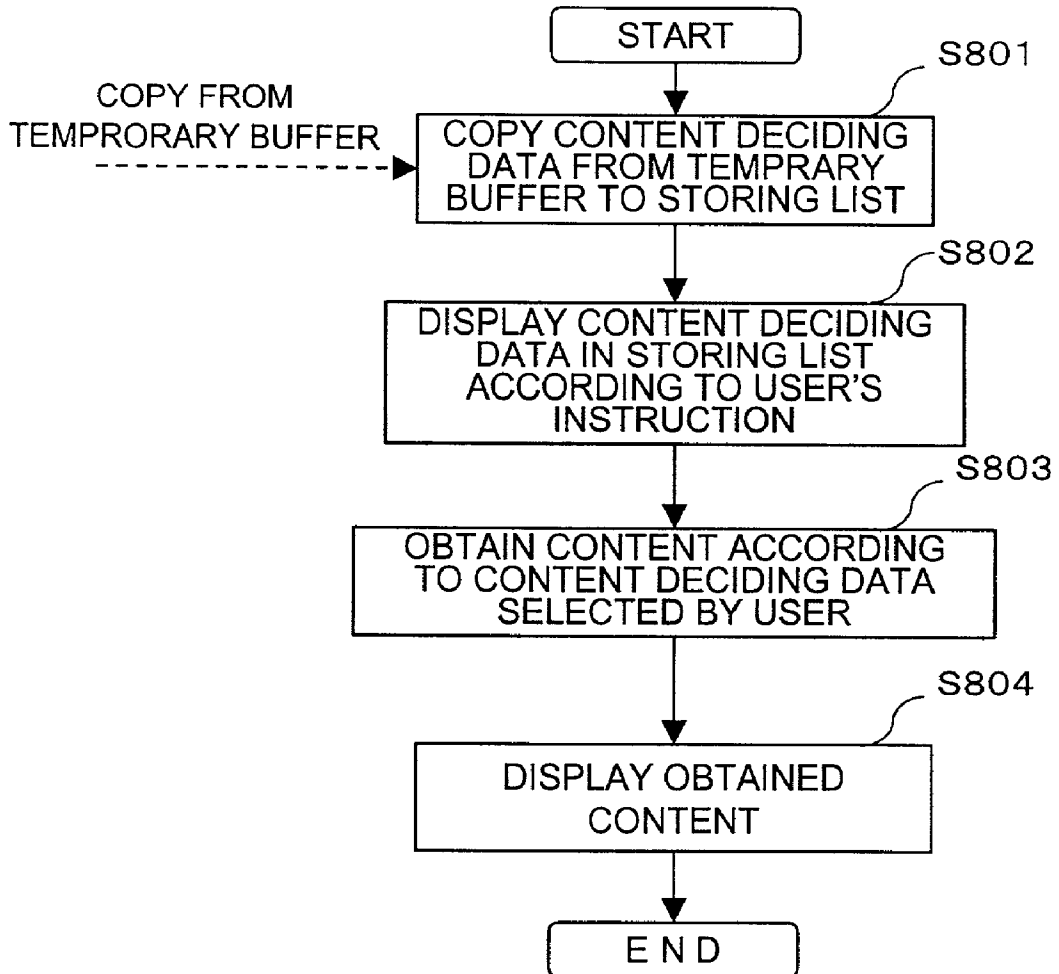 START
S801
COPY FROM
TEMPRORARY BUFFER
COPY CONTENT DECIDING
DATA FROM TEMPRARY
BUFFER TO STORING LIST
S802
DISPLAY CONTENT DECIDING
DATA IN STORING LIST
ACCORDING TO USER'S
INSTRUCTION
S803
OBTAIN CONTENT ACCORDING
TO CONTENT DECIDING DATA
SELECTED BY USER
S804
DISPLAY OBTAINED
CONTENT
E N D